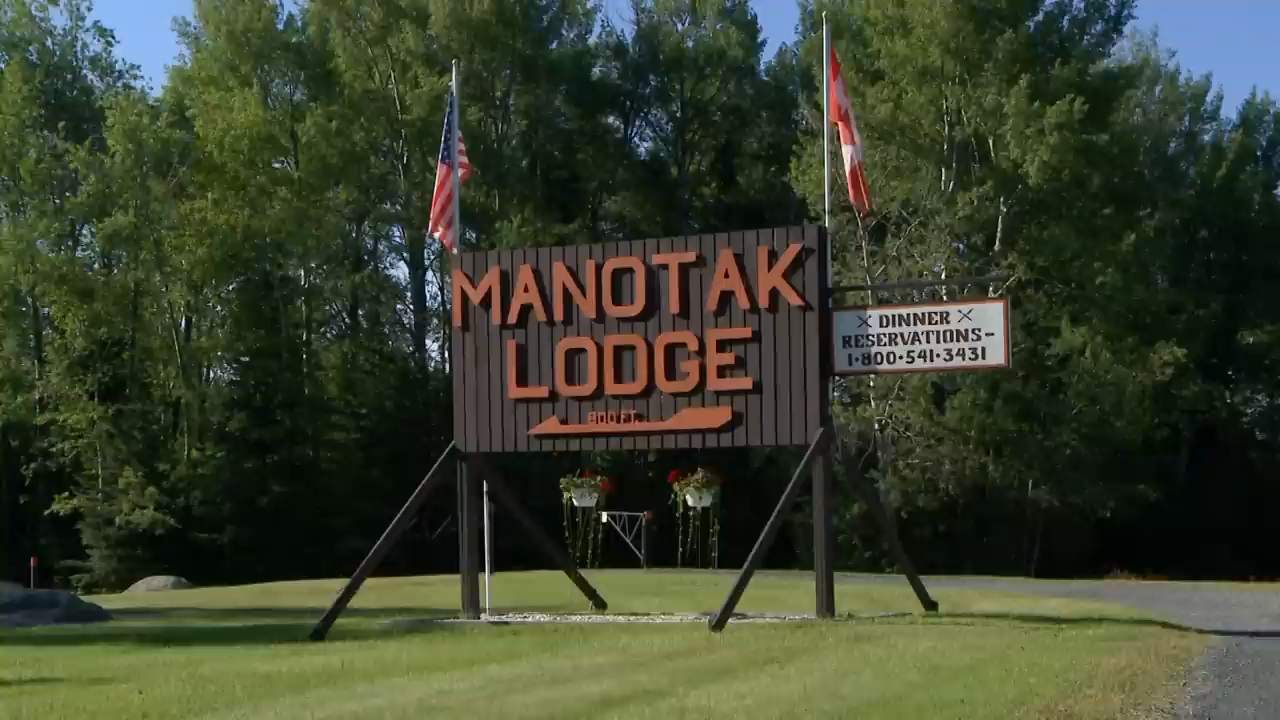 MANOTAK
LODGE
800 FT.
DINNER
RESERVATIONS-
1·800·541·3431